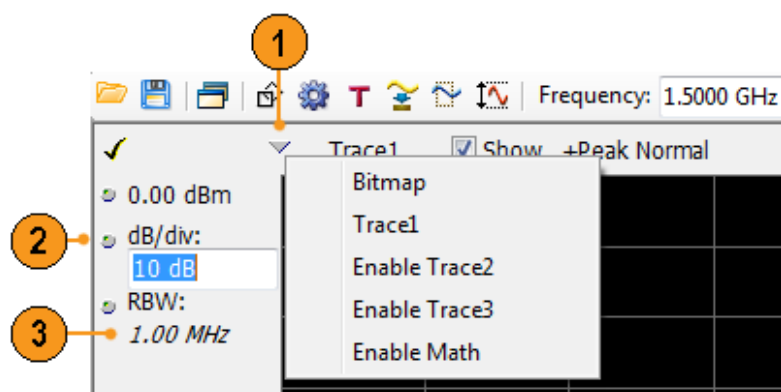 1
T Frequency: 1.5000 GHz
Trace1 Show +Peak Normal
0.00 dBm
2
dB/div:
10 dB
RBW:
3
1.00 MHz
Bitmap
Trace1
Enable Trace2
Enable Trace3
Enable Math